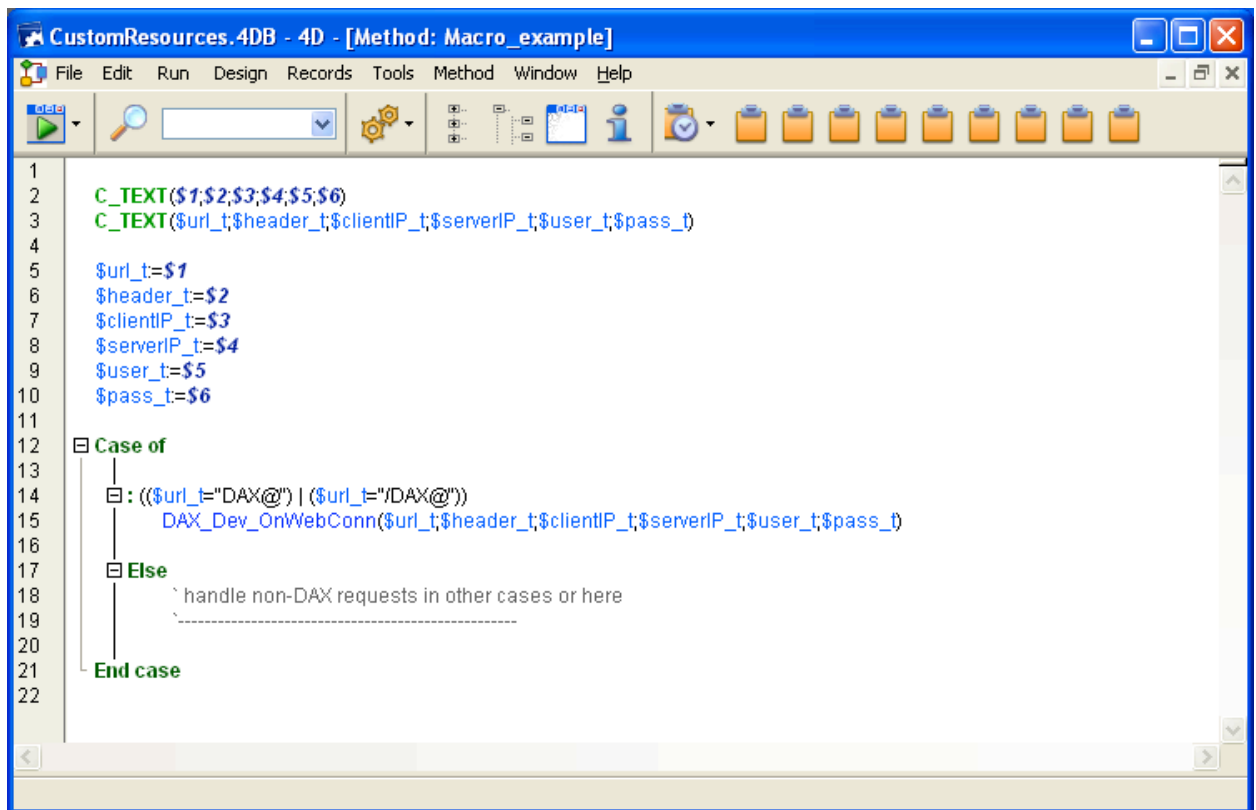 CustomResources.4DB - 4D - [Method: Macro_example]
File Edit Run Design Records Tools Method Window Help
1
2 C_TEXT($1;$2;$3;$4;$5;$6)
3 C_TEXT($url_t;$header_t;$clientIP_t;$serverIP_t;$user_t;$pass_t)
4
5 $url_t:=$1
6 $header_t:=$2
7 $clientIP_t:=$3
8 $serverIP_t:=$4
9 $user_t:=$5
10 $pass_t:=$6
11
12 Case of
13
14 : (($url_t="DAX@") | ($url_t="/DAX@"))
15 DAX_Dev_OnWebConn($url_t;$header_t;$clientIP_t;$serverIP_t;$user_t;$pass_t)
16
17 Else
18 ` handle non-DAX requests in other cases or here
19 `---------------------------------------------------
20
21 End case
22